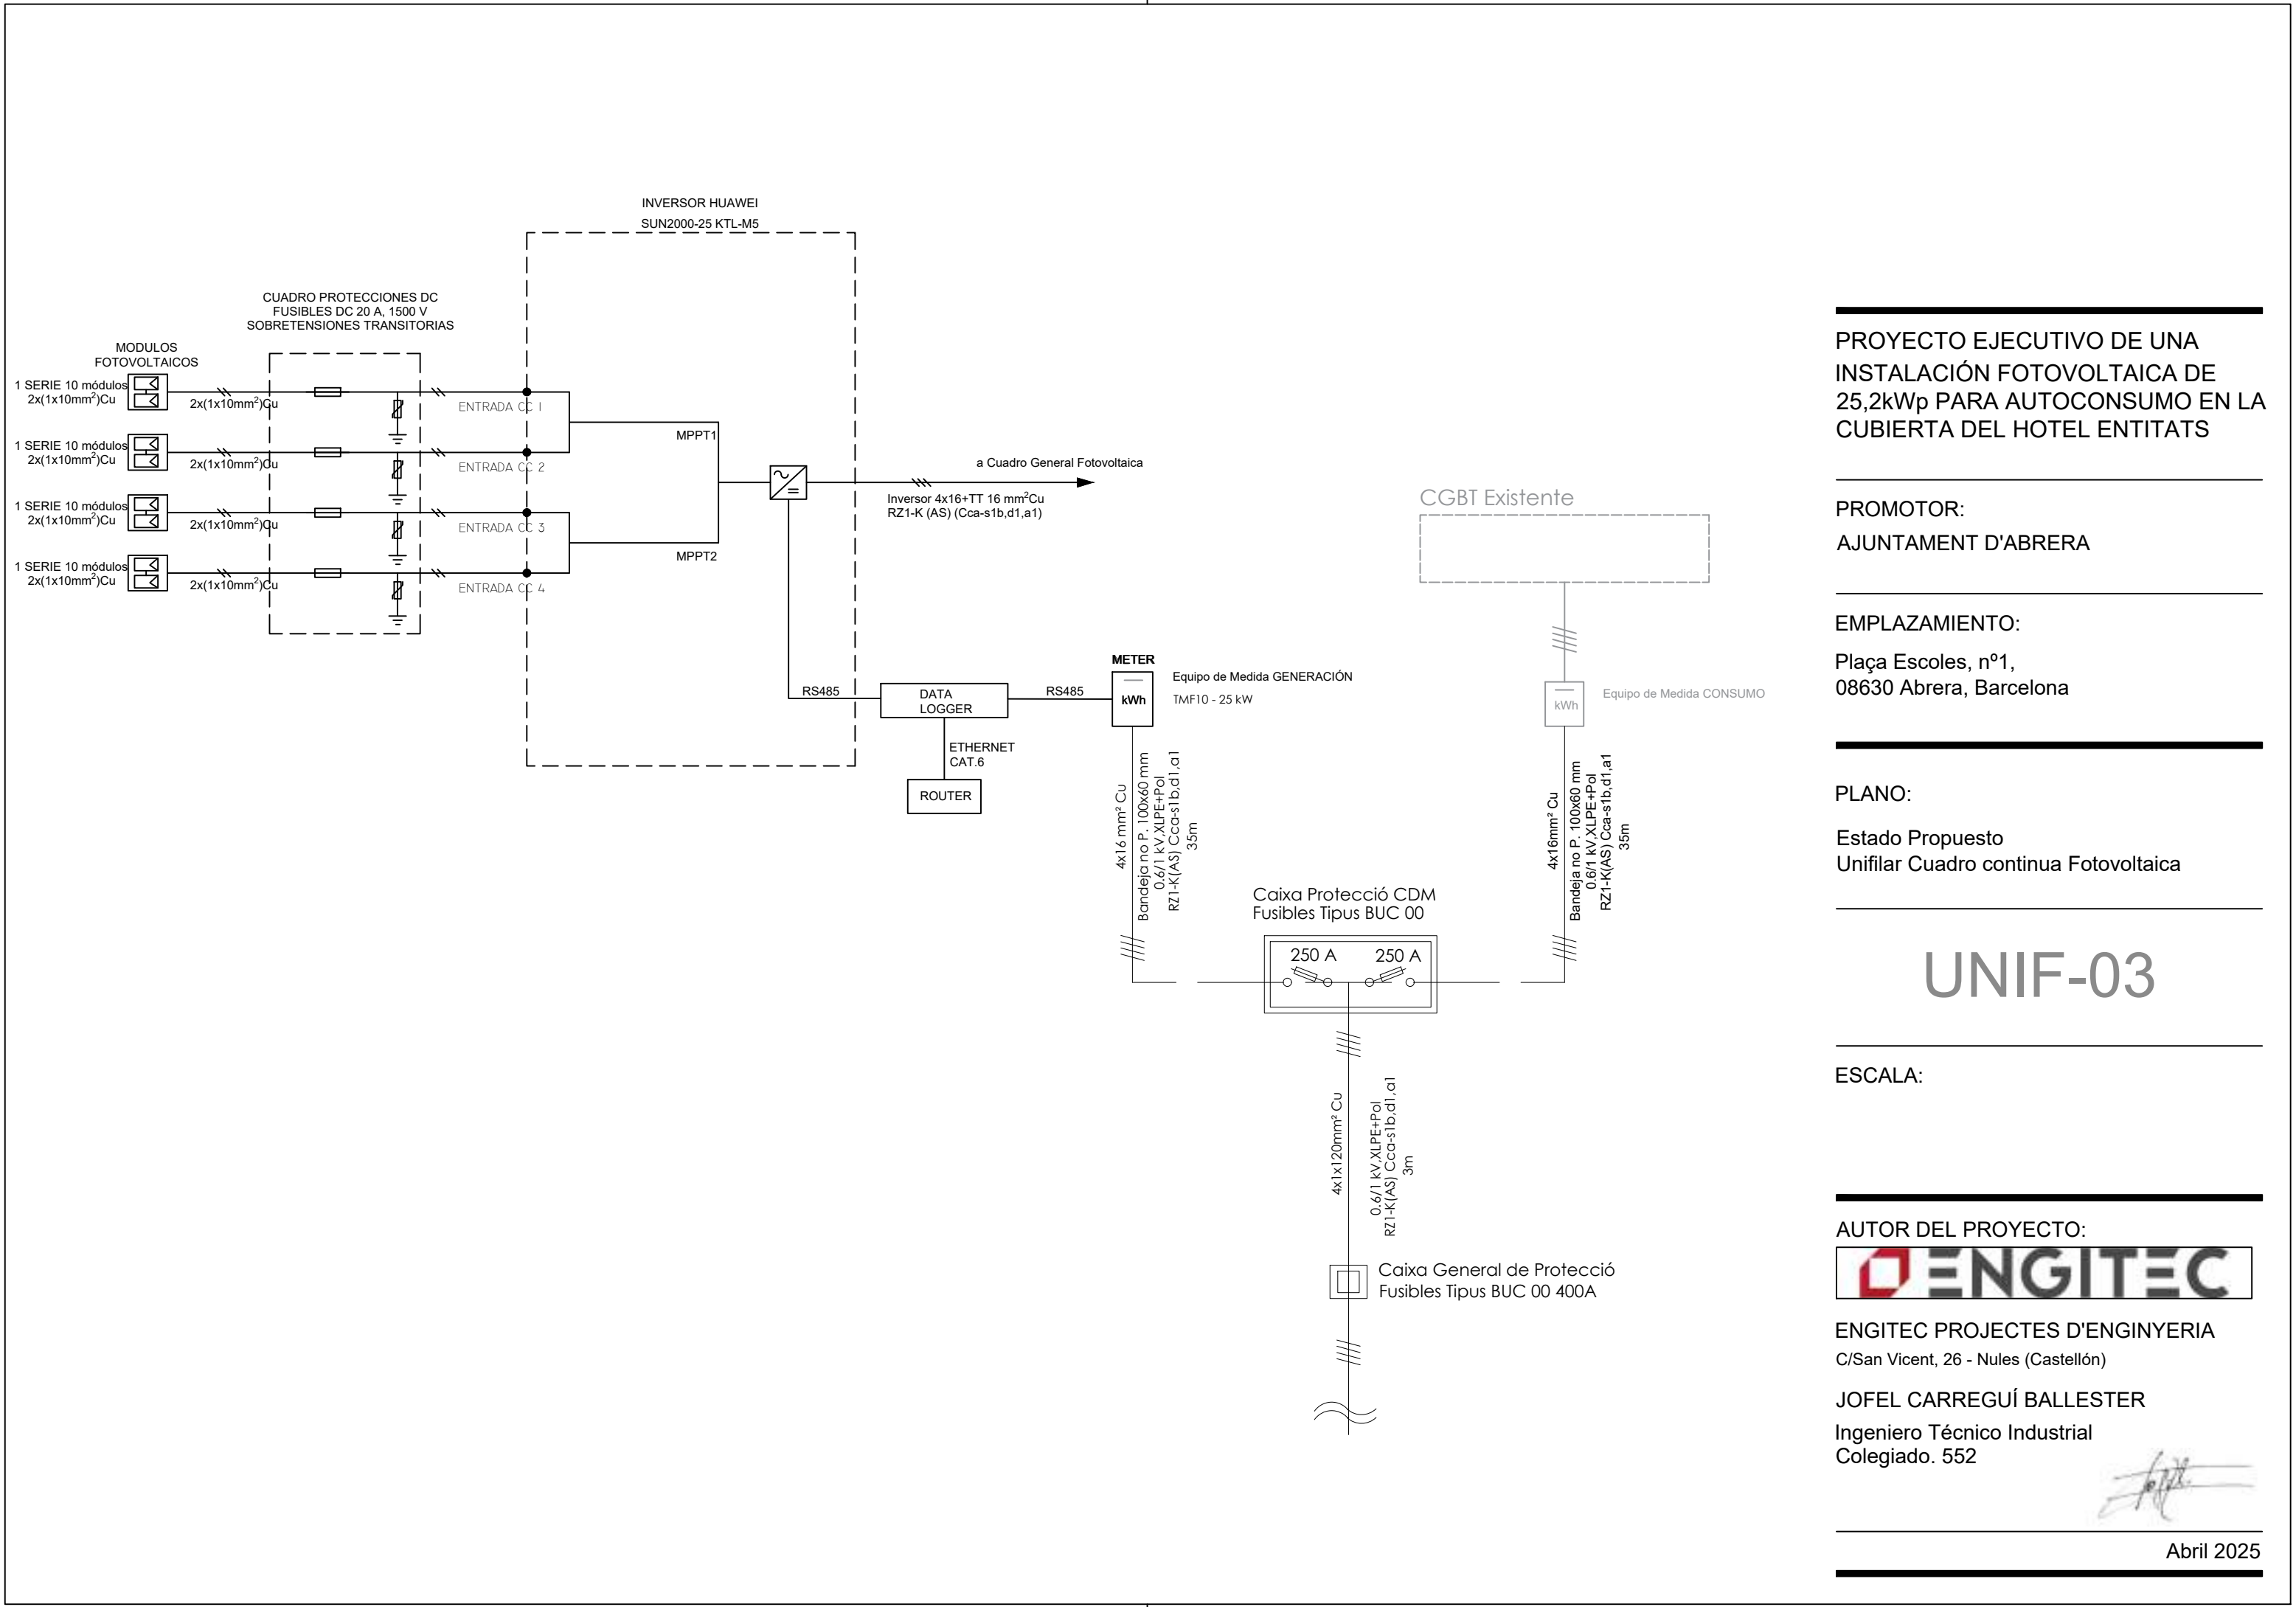 INVERSOR HUAWEI
SUN2000-25 KTL-M5
CUADRO PROTECCIONES DC
FUSIBLES DC 20 A, 1500 V
SOBRETENSIONES TRANSITORIAS
MODULOS
FOTOVOLTAICOS
1 SERIE 10 módulos
2x(1x10mm²)Cu
2x(1x10mm²)Cu
ENTRADA CC 1
1 SERIE 10 módulos
2x(1x10mm²)Cu
2x(1x10mm²)Cu
ENTRADA CC 2
1 SERIE 10 módulos
2x(1x10mm²)Cu
2x(1x10mm²)Cu
ENTRADA CC 3
1 SERIE 10 módulos
2x(1x10mm²)Cu
2x(1x10mm²)Cu
ENTRADA CC 4
MPPT1
MPPT2
a Cuadro General Fotovoltaica
Inversor 4x16+TT 16 mm²Cu
RZ1-K (AS) (Cca-s1b,d1,a1)
RS485
DATA
LOGGER
RS485
ETHERNET
CAT.6
ROUTER
METER
kWh
Equipo de Medida GENERACIÓN
TMF10 - 25 kW
4x16 mm² Cu
Bandeja no P. 100x60 mm
0.6/1 kV,XLPE+Pol
RZ1-K(AS) Cca-s1b,d1,a1
35m
CGBT Existente
kWh
Equipo de Medida CONSUMO
4x16mm² Cu
Bandeja no P. 100x60 mm
0.6/1 kV,XLPE+Pol
RZ1-K(AS) Cca-s1b,d1,a1
35m
Caixa Protecció CDM
Fusibles Tipus BUC 00
250 A
250 A
4x1x120mm² Cu
0.6/1 kV,XLPE+Pol
RZ1-K(AS) Cca-s1b,d1,a1
3m
Caixa General de Protecció
Fusibles Tipus BUC 00 400A
PROYECTO EJECUTIVO DE UNA
INSTALACIÓN FOTOVOLTAICA DE
25,2kWp PARA AUTOCONSUMO EN LA
CUBIERTA DEL HOTEL ENTITATS
PROMOTOR:
AJUNTAMENT D'ABRERA
EMPLAZAMIENTO:
Plaça Escoles, nº1,
08630 Abrera, Barcelona
PLANO:
Estado Propuesto
Unifilar Cuadro continua Fotovoltaica
UNIF-03
ESCALA:
AUTOR DEL PROYECTO:
ENGITEC
ENGITEC PROJECTES D'ENGINYERIA
C/San Vicent, 26 - Nules (Castellón)
JOFEL CARREGUÍ BALLESTER
Ingeniero Técnico Industrial
Colegiado. 552
Abril 2025